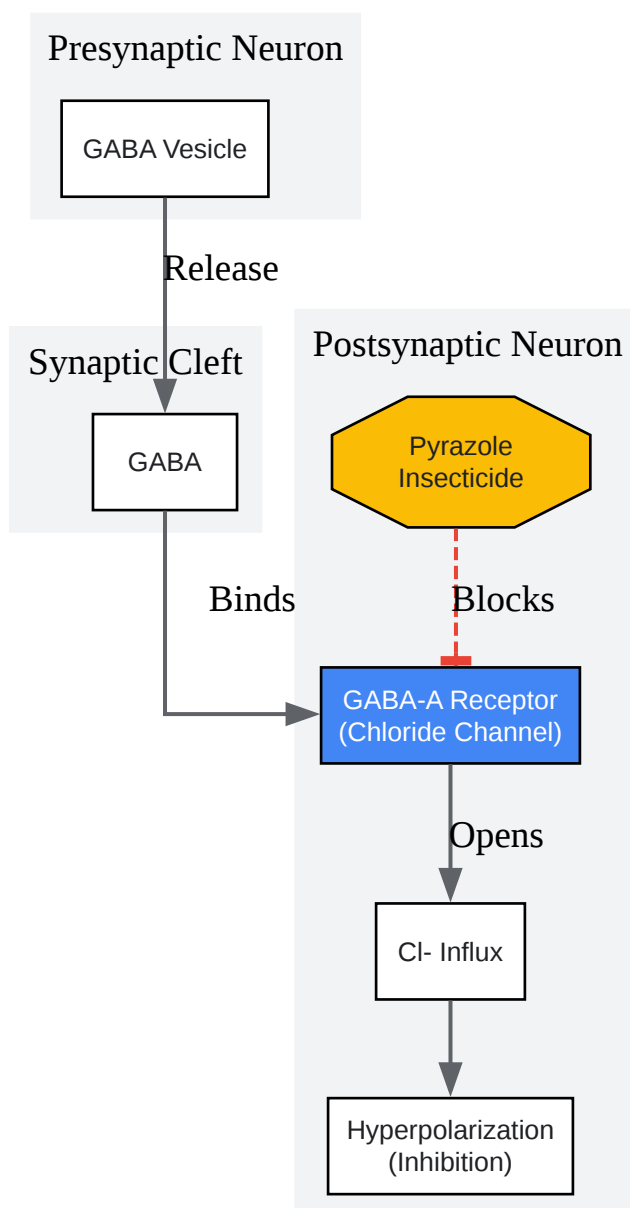 Presynaptic Neuron
GABA Vesicle
Release
Synaptic Cleft
GABA
Binds
Postsynaptic Neuron
Pyrazole
Insecticide
Blocks
GABA-A Receptor
(Chloride Channel)
Opens
Cl- Influx
Hyperpolarization
(Inhibition)